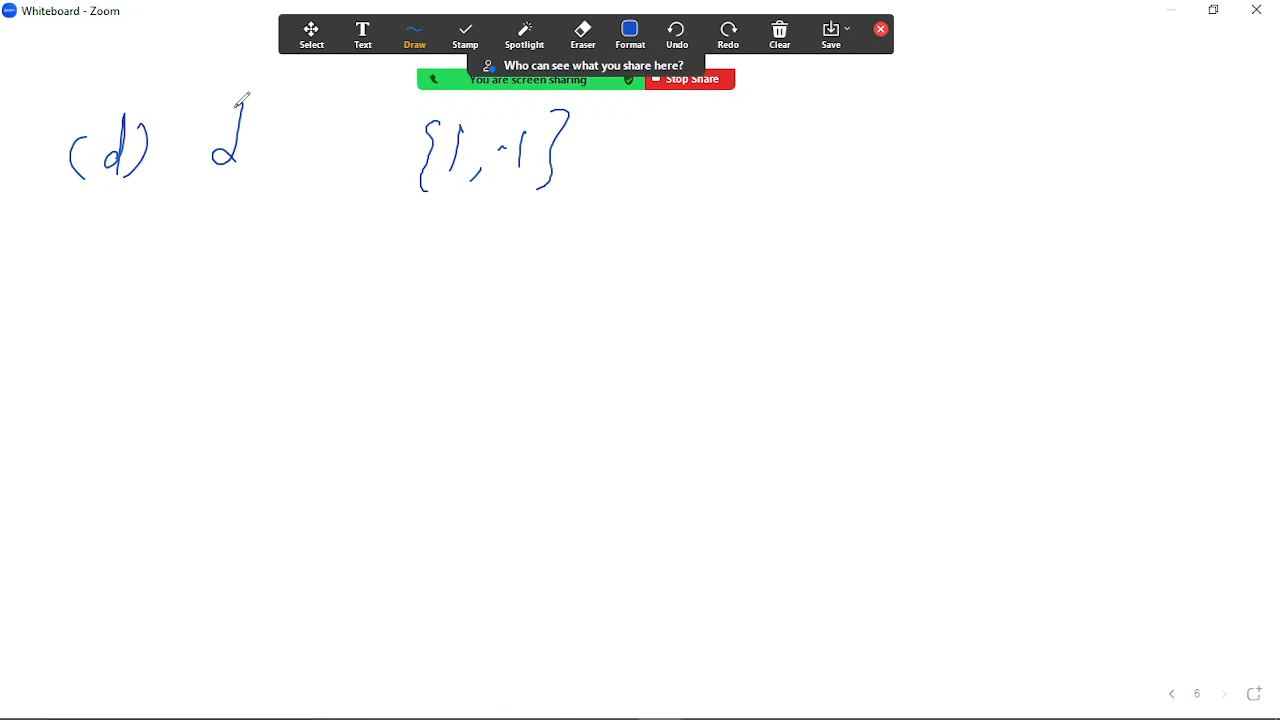 Whiteboard - Zoom
Select Text Draw Stamp Spotlight Eraser Format Undo Redo Clear Save
Who can see what you share here?
You are screen sharing Stop Share
(d) d {1, -1}
6